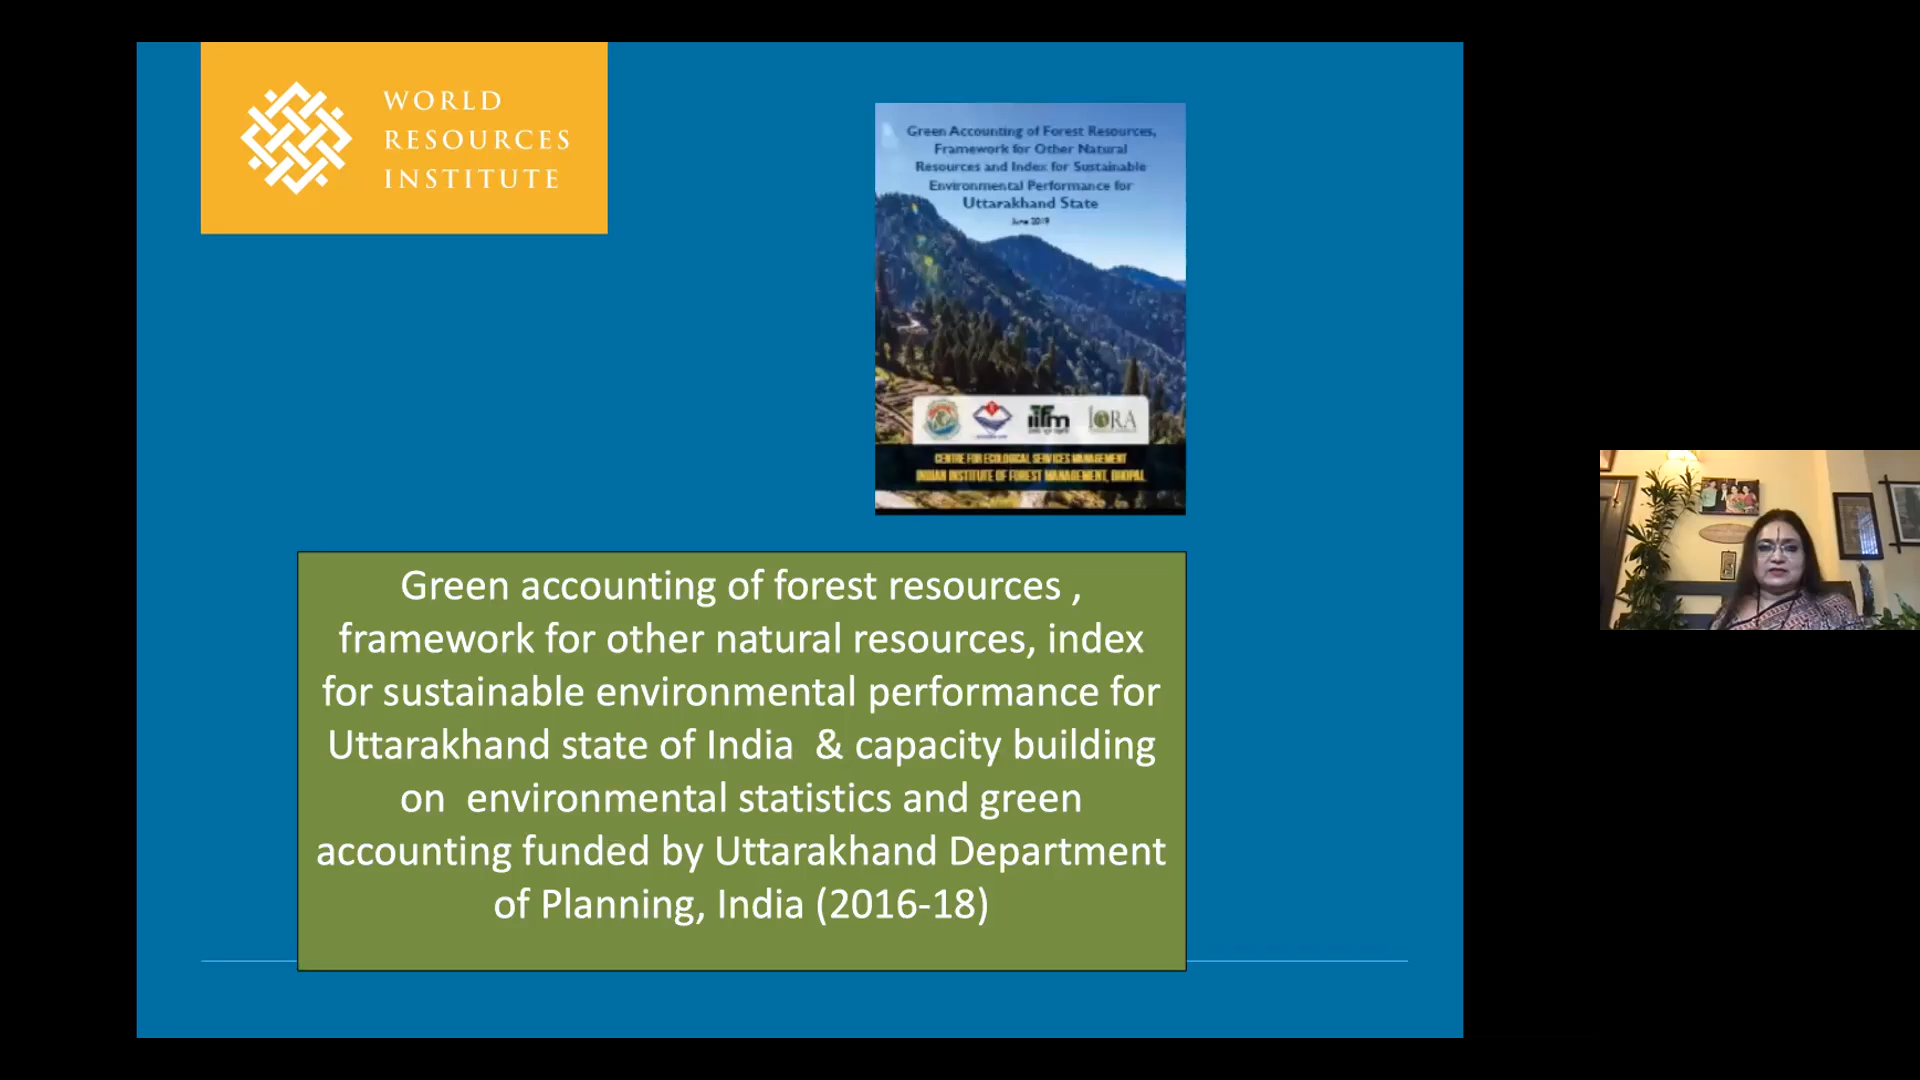 WORLD
RESOURCES
INSTITUTE
Green Accounting of Forest Resources,
Framework for Other Natural
Resources and Index for Sustainable
Environmental Performance for
Uttarakhand State
June 2019
iifm
IORA
CENTRE FOR ECOLOGICAL SERVICES MANAGEMENT
INDIAN INSTITUTE OF FOREST MANAGEMENT, BHOPAL
Green accounting of forest resources ,
framework for other natural resources, index
for sustainable environmental performance for
Uttarakhand state of India  & capacity building
on  environmental statistics and green
accounting funded by Uttarakhand Department
of Planning, India (2016-18)